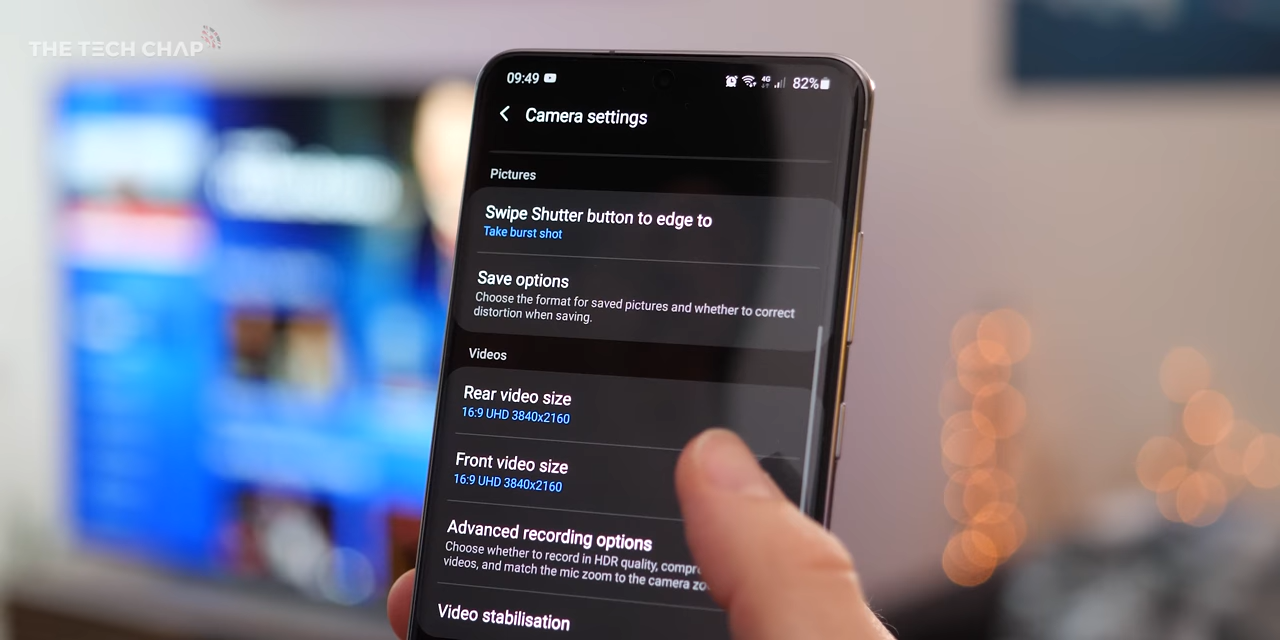 THE TECH CHAP
09:49
4G
82%
Camera settings
Pictures
Swipe Shutter button to edge to
Take burst shot
Save options
Choose the format for saved pictures and whether to correct
distortion when saving.
Videos
Rear video size
16:9 UHD 3840x2160
Front video size
16:9 UHD 3840x2160
Advanced recording options
Choose whether to record in HDR quality,
videos, and match the mic zoom to the camera
Video stabilisation